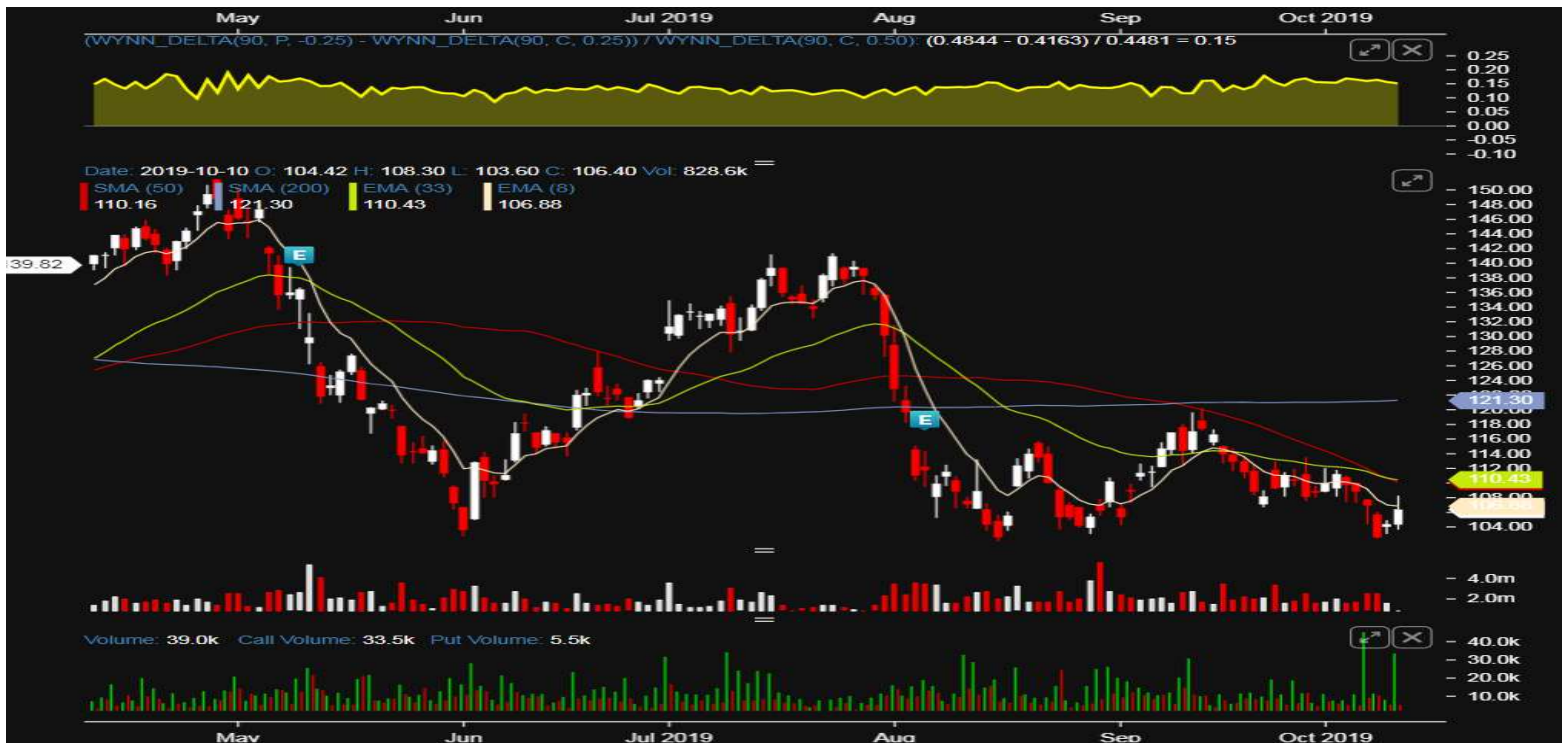 May Jun Jul 2019 Aug Sep Oct 2019
(WYNN_DELTA(90, P, -0.25) - WYNN_DELTA(90, C, 0.25)) / WYNN_DELTA(90, C, 0.50): (0.4844 - 0.4163) / 0.4481 = 0.15
0.25
0.20
0.15
0.10
0.05
0.00
-0.05
-0.10
Date: 2019-10-10 O: 104.42 H: 108.30 L: 103.60 C: 106.40 Vol: 828.6k
SMA (50) SMA (200) EMA (33) EMA (8)
110.16 121.30 110.43 106.88
150.00
148.00
146.00
144.00
142.00
E
140.00
39.82
138.00
136.00
134.00
132.00
130.00
128.00
126.00
124.00
121.30
120.00
E
118.00
116.00
114.00
112.00
110.43
108.00
104.00
4.0m
2.0m
Volume: 39.0k Call Volume: 33.5k Put Volume: 5.5k
40.0k
30.0k
20.0k
10.0k
May Jun Jul 2019 Aug Sep Oct 2019